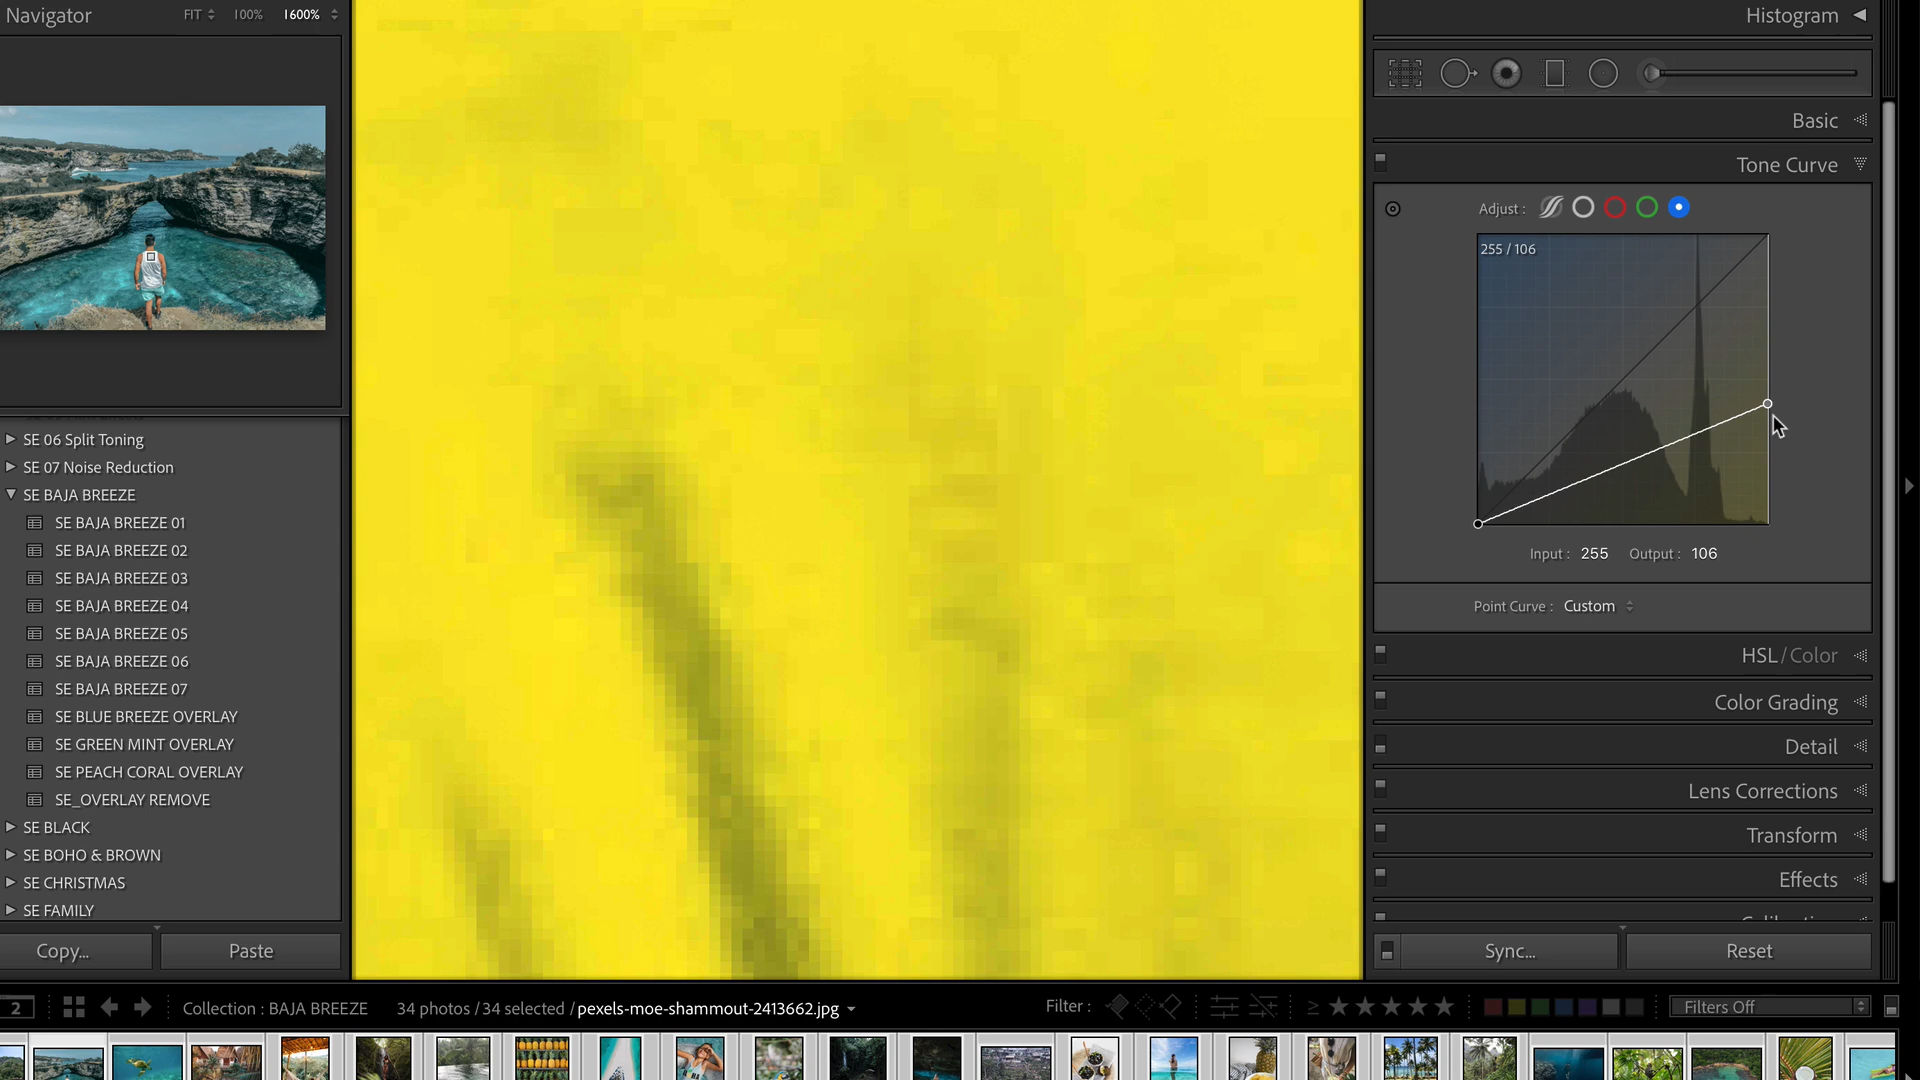 Navigator FIT 100% 1600%
SE 06 Split Toning
SE 07 Noise Reduction
SE BAJA BREEZE
SE BAJA BREEZE 01
SE BAJA BREEZE 02
SE BAJA BREEZE 03
SE BAJA BREEZE 04
SE BAJA BREEZE 05
SE BAJA BREEZE 06
SE BAJA BREEZE 07
SE BLUE BREEZE OVERLAY
SE GREEN MINT OVERLAY
SE PEACH CORAL OVERLAY
SE_OVERLAY REMOVE
SE BLACK
SE BOHO & BROWN
SE CHRISTMAS
SE FAMILY
Copy... Paste
Histogram
Basic
Tone Curve
Adjust :
255 / 106
Input : 255 Output : 106
Point Curve : Custom
HSL / Color
Color Grading
Detail
Lens Corrections
Transform
Effects
Sync... Reset
2 Collection : BAJA BREEZE 34 photos / 34 selected / pexels-moe-shammout-2413662.jpg Filter : ≥ Filters Off